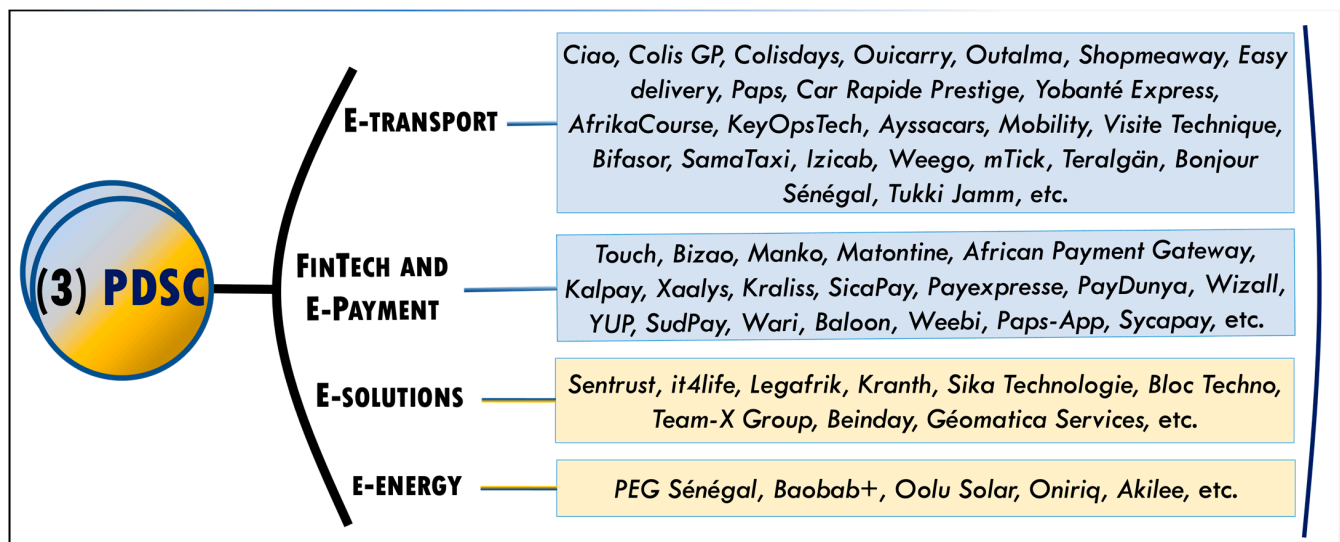 (3) PDSC
E-TRANSPORT
Ciao, Colis GP, Colisdays, Ouicarry, Outalma, Shopmeaway, Easy
delivery, Paps, Car Rapide Prestige, Yobanté Express,
AfrikaCourse, KeyOpsTech, Ayssacars, Mobility, Visite Technique,
Bifasor, SamaTaxi, Izicab, Weego, mTick, Teralgän, Bonjour
Sénégal, Tukki Jamm, etc.
FINTECH AND
E-PAYMENT
Touch, Bizao, Manko, Matontine, African Payment Gateway,
Kalpay, Xaalys, Kraliss, SicaPay, Payexpresse, PayDunya, Wizall,
YUP, SudPay, Wari, Baloon, Weebi, Paps-App, Sycapay, etc.
E-SOLUTIONS
Sentrust, it4life, Legafrik, Kranth, Sika Technologie, Bloc Techno,
Team-X Group, Beinday, Géomatica Services, etc.
E-ENERGY
PEG Sénégal, Baobab+, Oolu Solar, Oniriq, Akilee, etc.